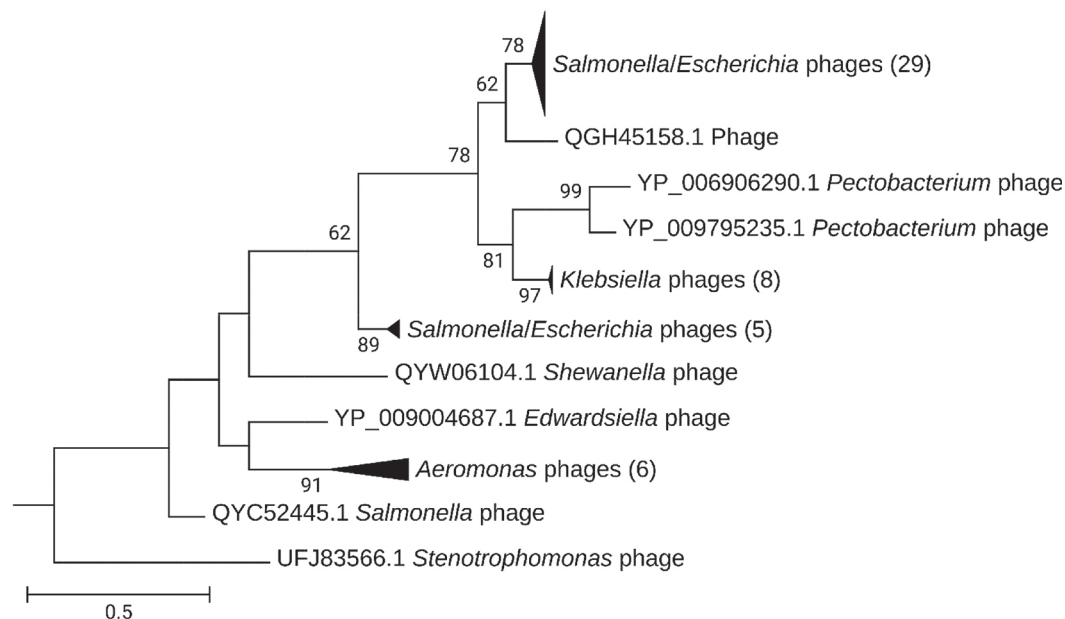 78
Salmonella/Escherichia phages (29)
62
QGH45158.1 Phage
78
YP_006906290.1 Pectobacterium phage
99
YP_009795235.1 Pectobacterium phage
62
81
Klebsiella phages (8)
97
Salmonella/Escherichia phages (5)
89
QYW06104.1 Shewanella phage
YP_009004687.1 Edwardsiella phage
Aeromonas phages (6)
91
QYC52445.1 Salmonella phage
UFJ83566.1 Stenotrophomonas phage
0.5